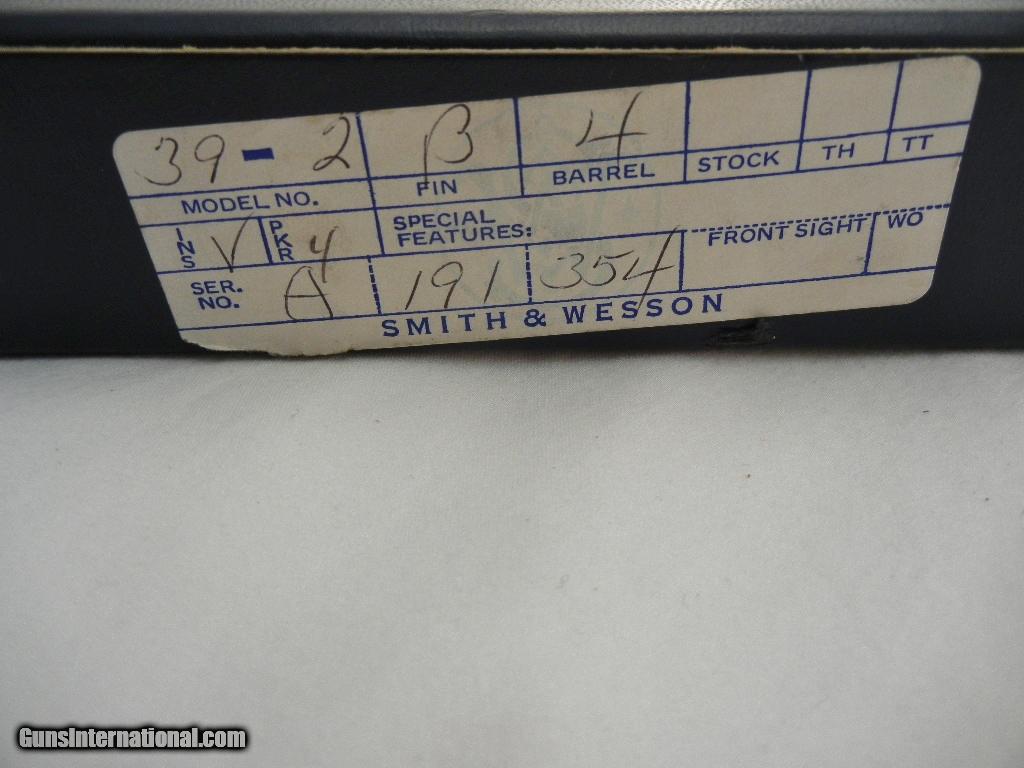 39-2 B 4
MODEL NO. FIN BARREL STOCK TH TT
INS V PKR 4 SPECIAL FEATURES: FRONT SIGHT WO
SER. NO. A 191 354
SMITH & WESSON
GunsInternational.com